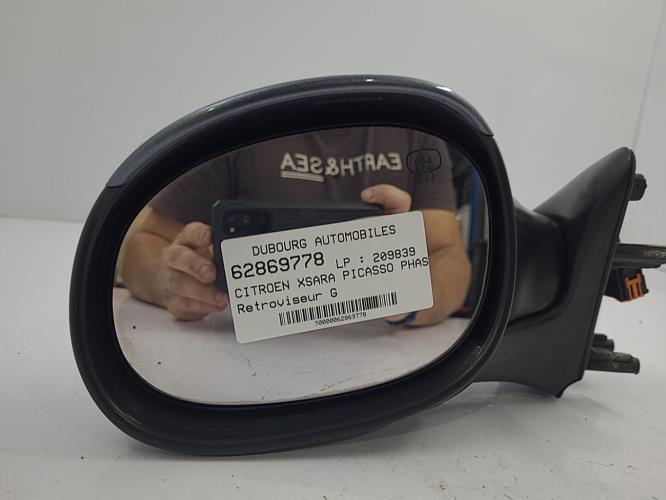 EARTH&SEA
DUBOURG AUTOMOBILES
62869778 LP : 209839
CITROEN XSARA PICASSO PHAS
Retroviseur G
70000062869778